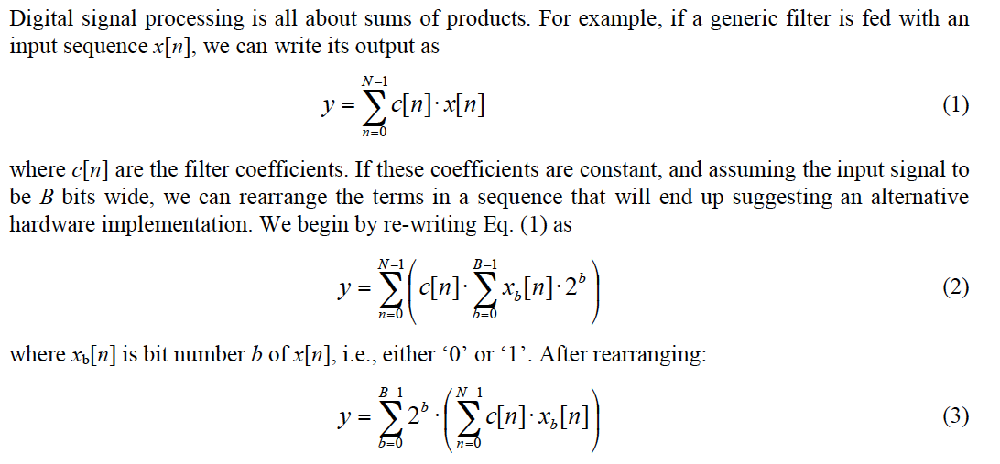 Digital signal processing is all about sums of products. For example, if a generic filter is fed with an
input sequence x[n], we can write its output as
y = \sum_{n=0}^{N-1} c[n] \cdot x[n] (1)
where c[n] are the filter coefficients. If these coefficients are constant, and assuming the input signal to
be B bits wide, we can rearrange the terms in a sequence that will end up suggesting an alternative
hardware implementation. We begin by re-writing Eq. (1) as
y = \sum_{n=0}^{N-1} \left( c[n] \cdot \sum_{b=0}^{B-1} x_b[n] \cdot 2^b \right) (2)
where x_b[n] is bit number b of x[n], i.e., either ‘0’ or ‘1’. After rearranging:
y = \sum_{b=0}^{B-1} 2^b \cdot \left( \sum_{n=0}^{N-1} c[n] \cdot x_b[n] \right) (3)